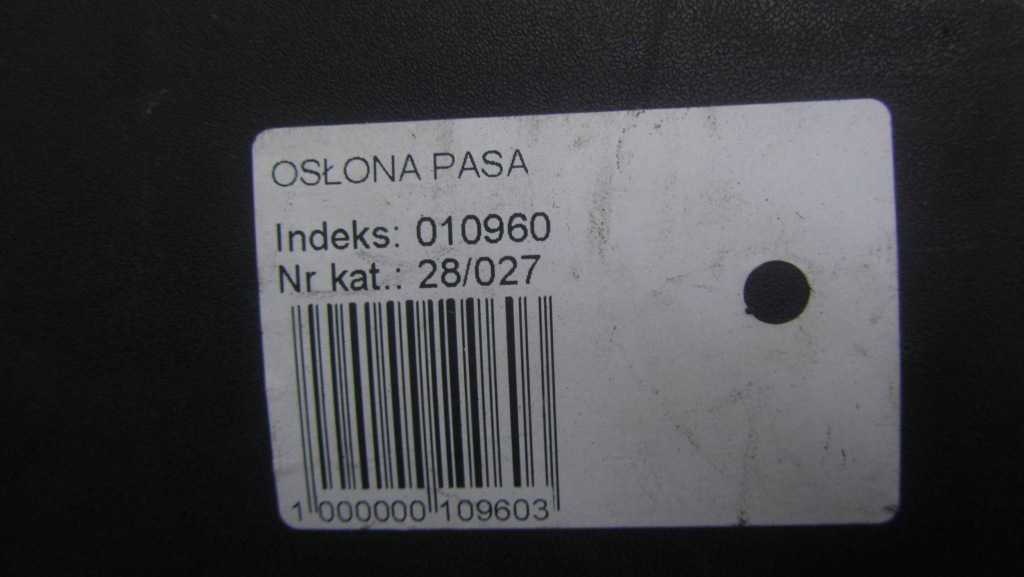 OSŁONA PASA
Indeks: 010960
Nr kat.: 28/027
1 000000 109603